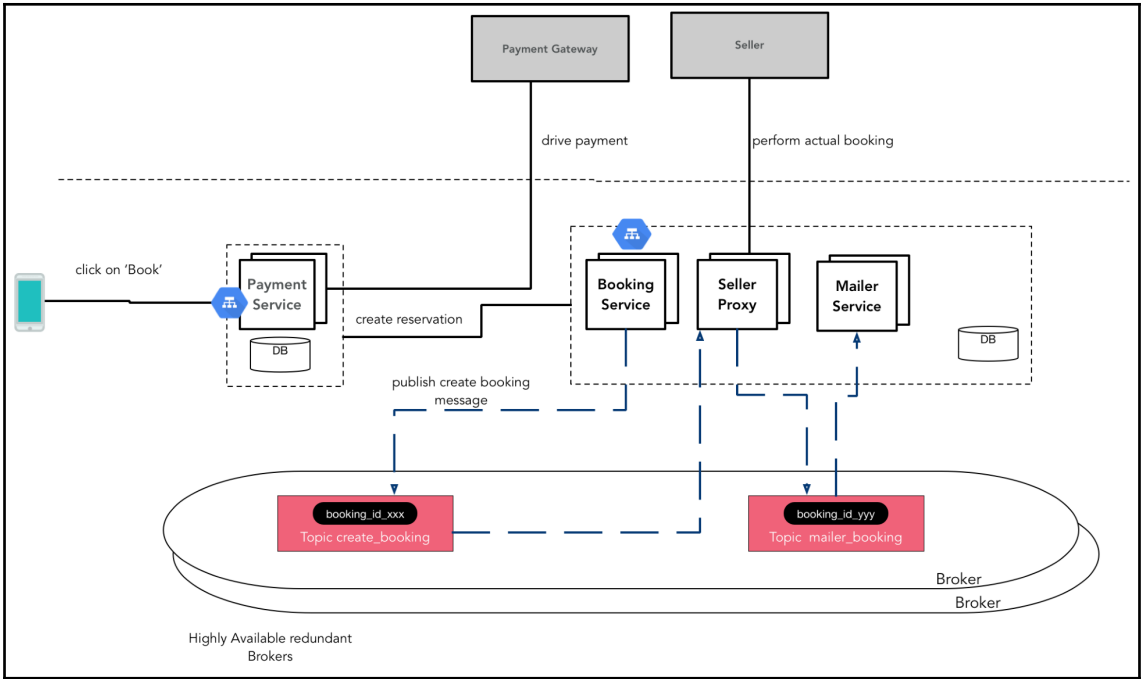 Payment Gateway
Seller
drive payment
perform actual booking
click on ‘Book’
Payment
Service
DB
create reservation
Booking
Service
Seller
Proxy
Mailer
Service
DB
publish create booking
message
booking_id_xxx
Topic create_booking
booking_id_yyy
Topic mailer_booking
Broker
Broker
Highly Available redundant
Brokers